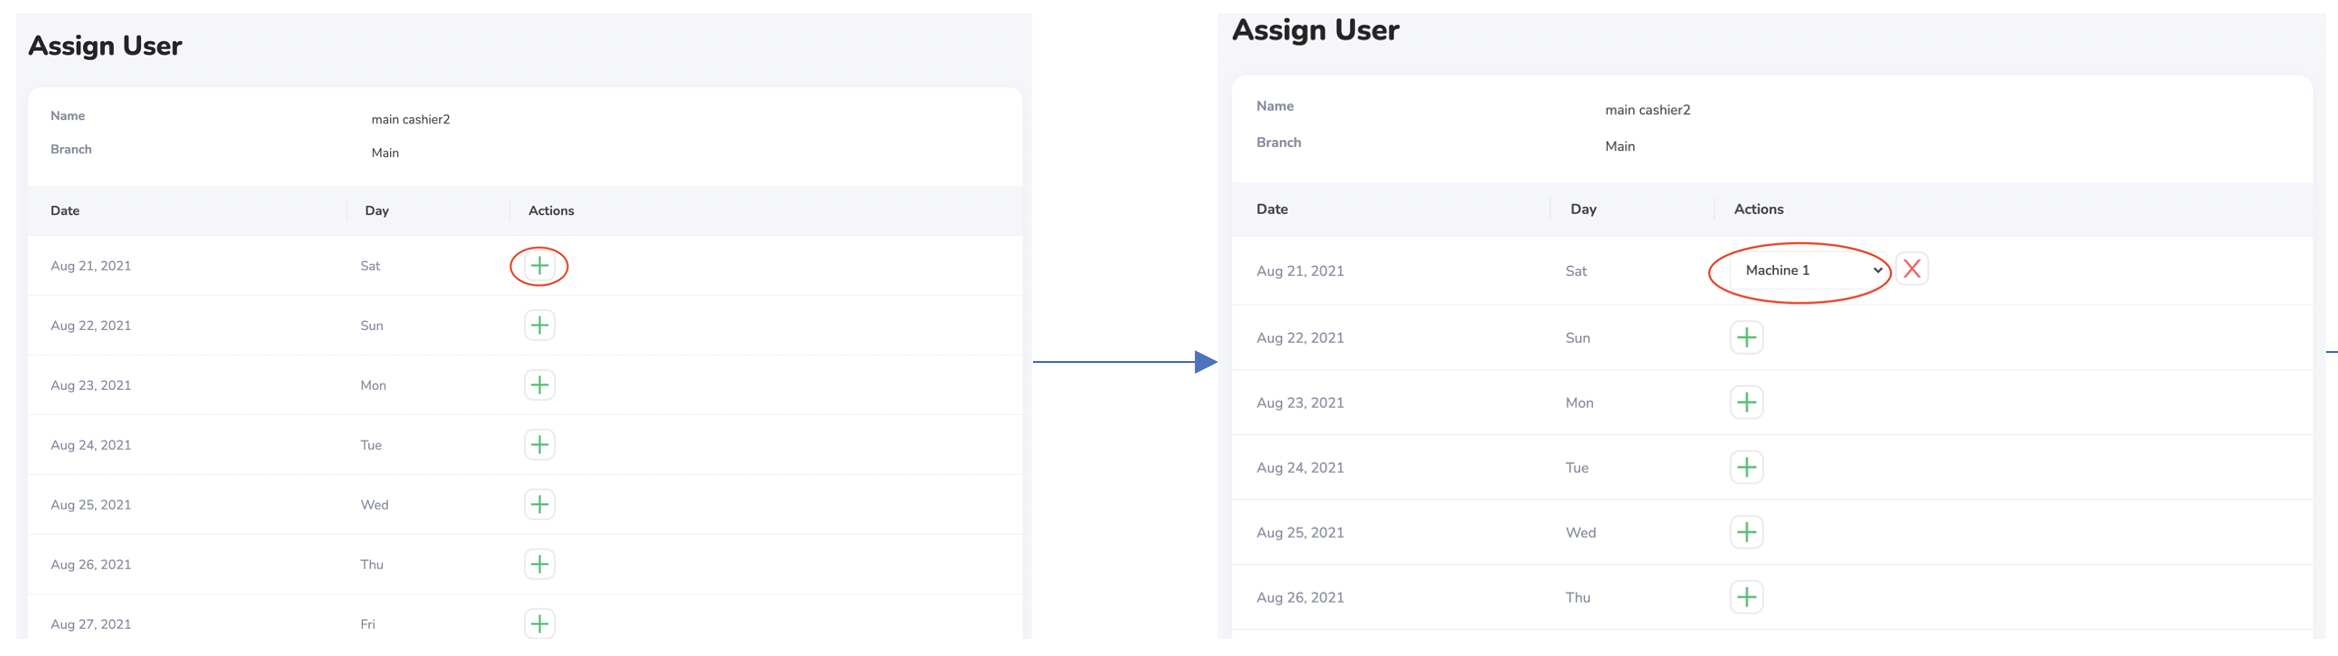 Assign User
Name main cashier2
Branch Main
Date Day Actions
Aug 21, 2021 Sat
Aug 22, 2021 Sun
Aug 23, 2021 Mon
Aug 24, 2021 Tue
Aug 25, 2021 Wed
Aug 26, 2021 Thu
Aug 27, 2021 Fri
Assign User
Name main cashier2
Branch Main
Date Day Actions
Aug 21, 2021 Sat Machine 1
Aug 22, 2021 Sun
Aug 23, 2021 Mon
Aug 24, 2021 Tue
Aug 25, 2021 Wed
Aug 26, 2021 Thu